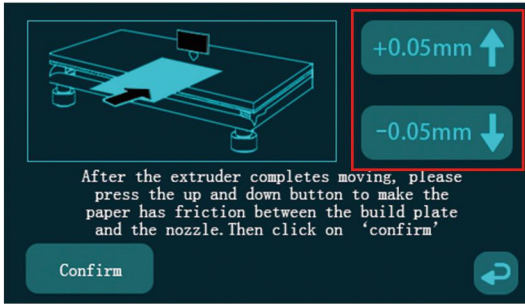 +0.05mm
-0.05mm
After the extruder completes moving, please
press the up and down button to make the
paper has friction between the build plate
and the nozzle.Then click on ‘confirm’
Confirm